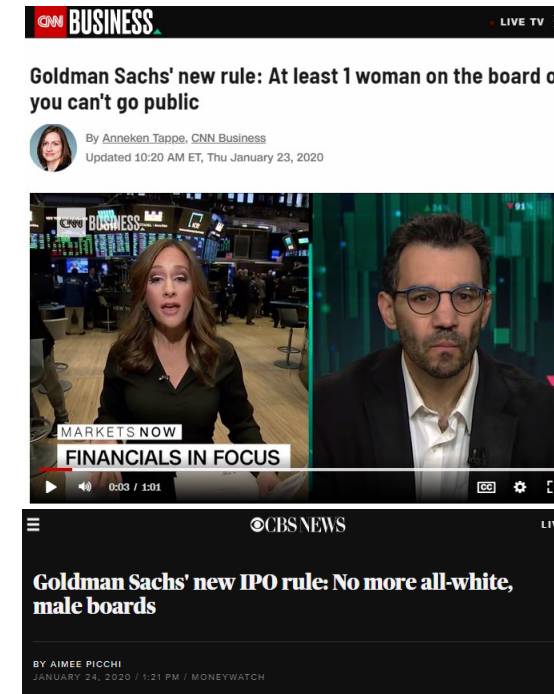 CNN BUSINESS
LIVE TV
Goldman Sachs' new rule: At least 1 woman on the board o
you can't go public
By Anneken Tappe, CNN Business
Updated 10:20 AM ET, Thu January 23, 2020
CNN BUSINESS
ICE
MARKETS NOW
FINANCIALS IN FOCUS
0:03 / 1:01
CC
CBS NEWS
LIV
Goldman Sachs' new IPO rule: No more all-white,
male boards
BY AIMEE PICCHI
JANUARY 24, 2020 / 1:21 PM / MONEYWATCH